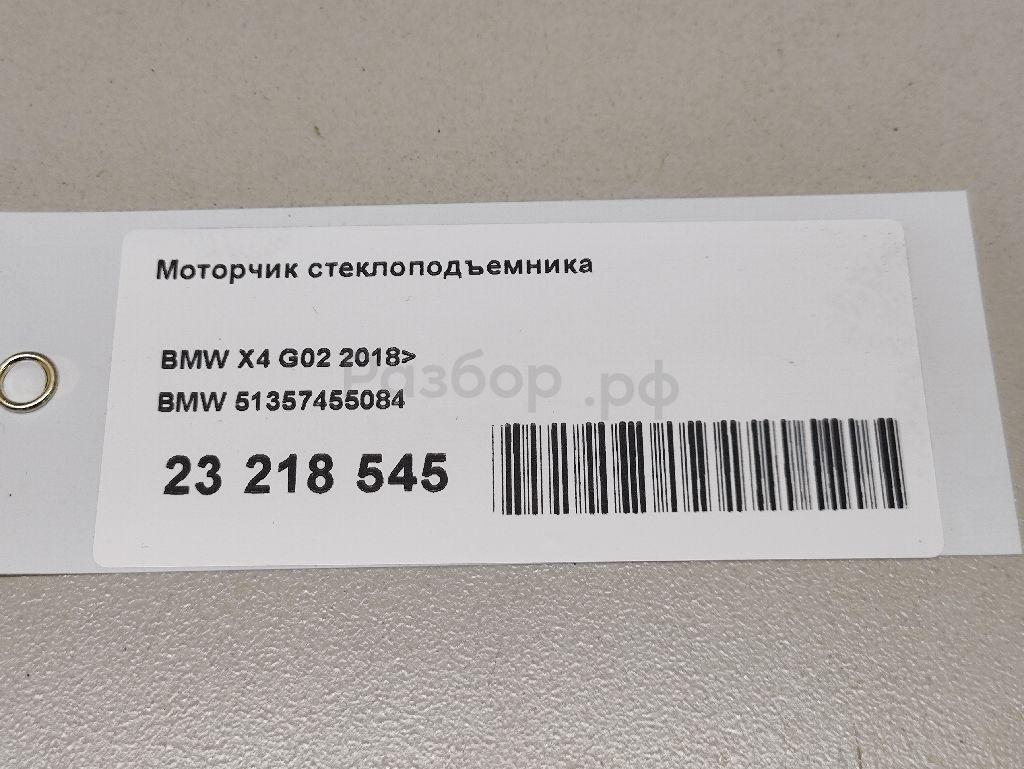 Моторчик стеклоподъемника
BMW X4 G02 2018>
BMW 51357455084
Разбор.рф
23 218 545